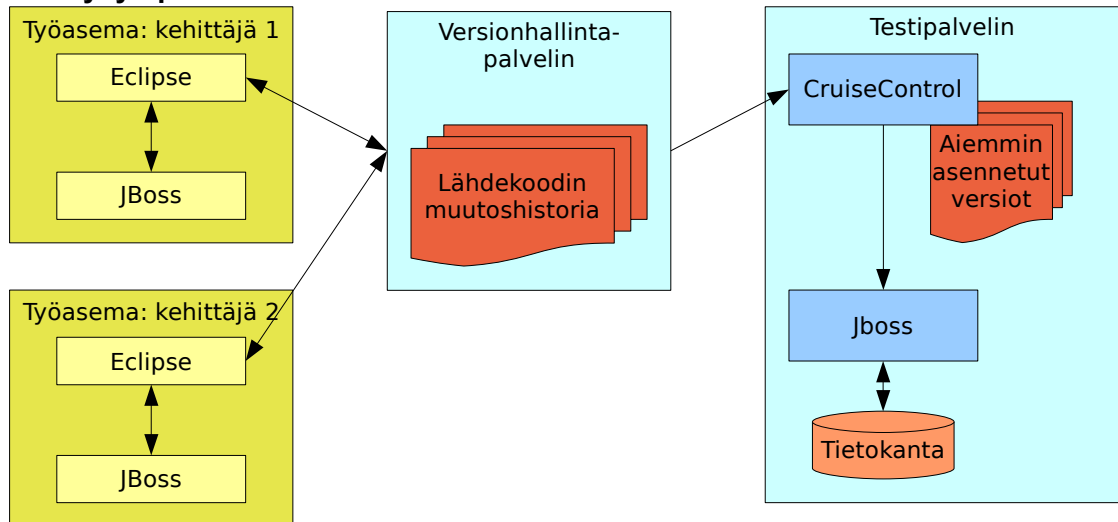 Työasema: kehittäjä 1
Eclipse
JBoss
Työasema: kehittäjä 2
Eclipse
JBoss
Versionhallinta-
palvelin
Lähdekoodin
muutoshistoria
Testipalvelin
CruiseControl
Aiemmin
asennetut
versiot
Jboss
Tietokanta